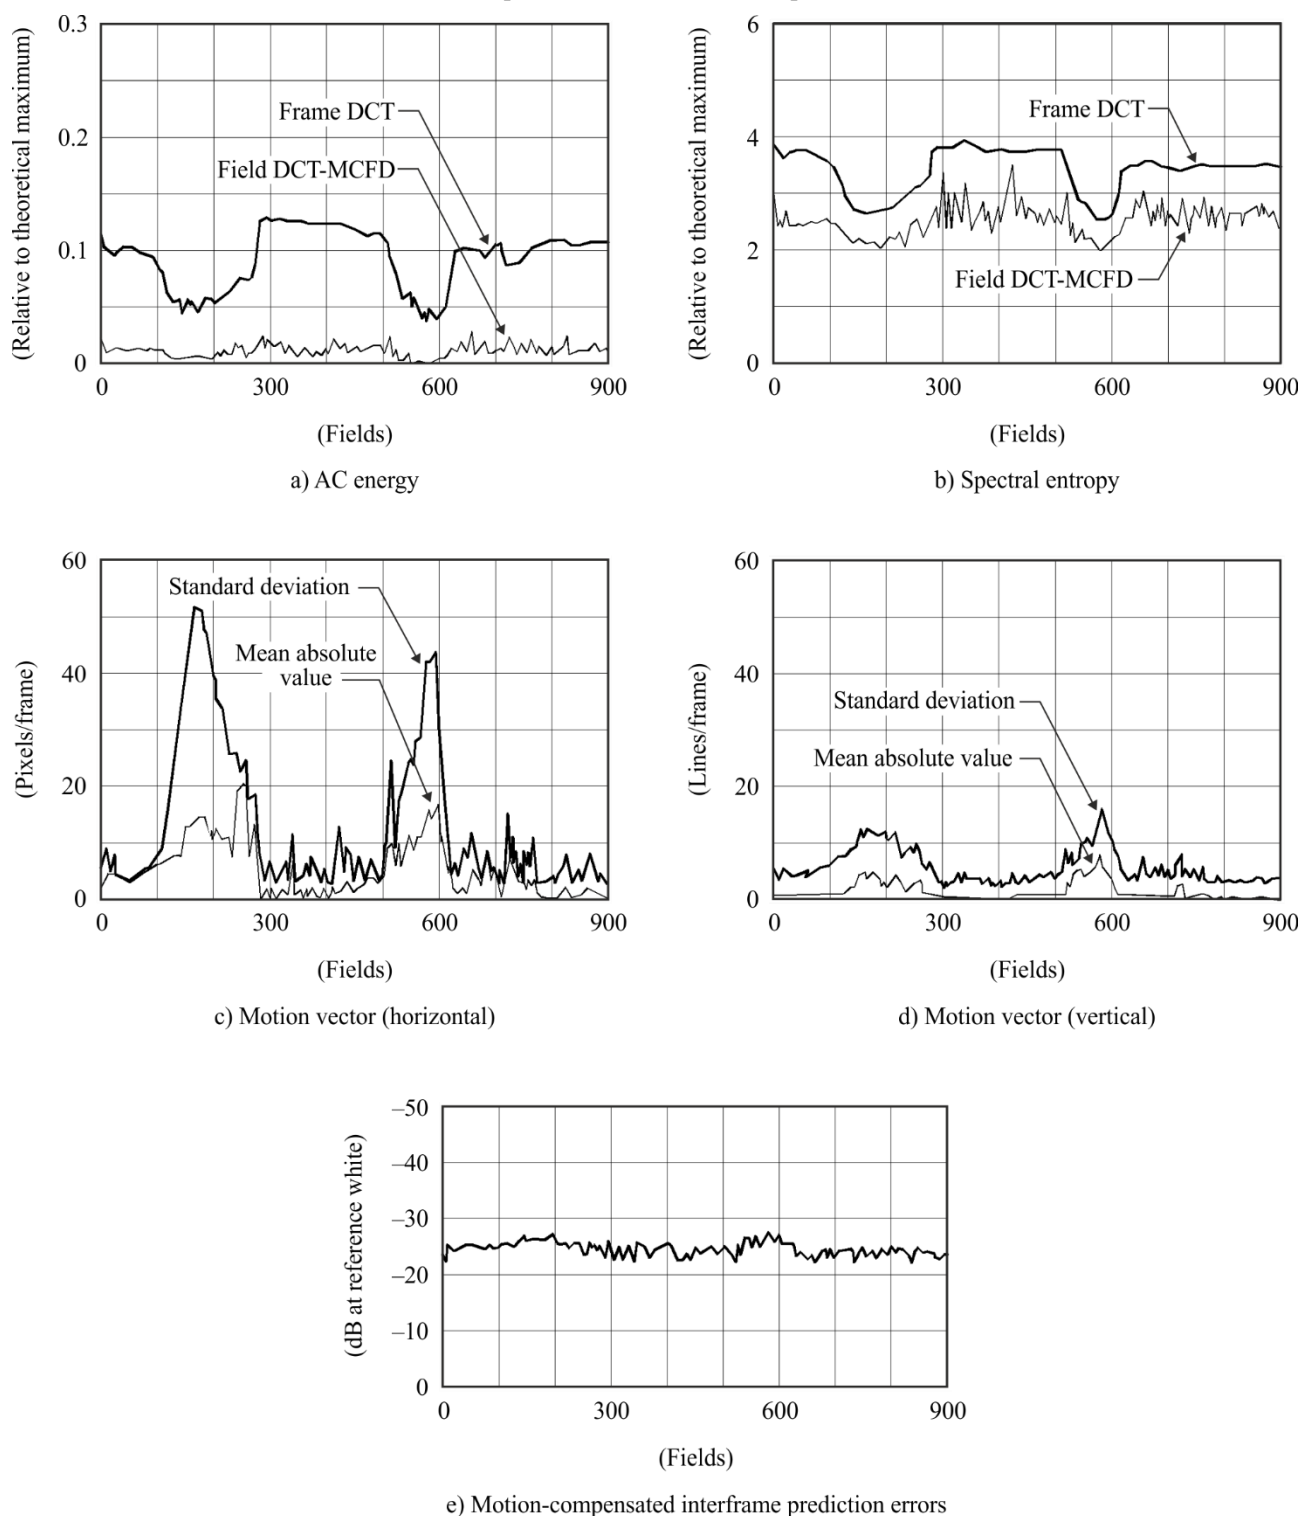 0.3
0.2
0.1
0
(Relative to theoretical maximum)
Frame DCT
Field DCT-MCFD
0 300 600 900
(Fields)
a) AC energy
6
4
2
0
(Relative to theoretical maximum)
Frame DCT
Field DCT-MCFD
0 300 600 900
(Fields)
b) Spectral entropy
60
40
20
0
(Pixels/frame)
Standard deviation
Mean absolute
value
0 300 600 900
(Fields)
c) Motion vector (horizontal)
60
40
20
0
(Lines/frame)
Standard deviation
Mean absolute value
0 300 600 900
(Fields)
d) Motion vector (vertical)
–50
–40
–30
–20
–10
0
(dB at reference white)
0 300 600 900
(Fields)
e) Motion-compensated interframe prediction errors